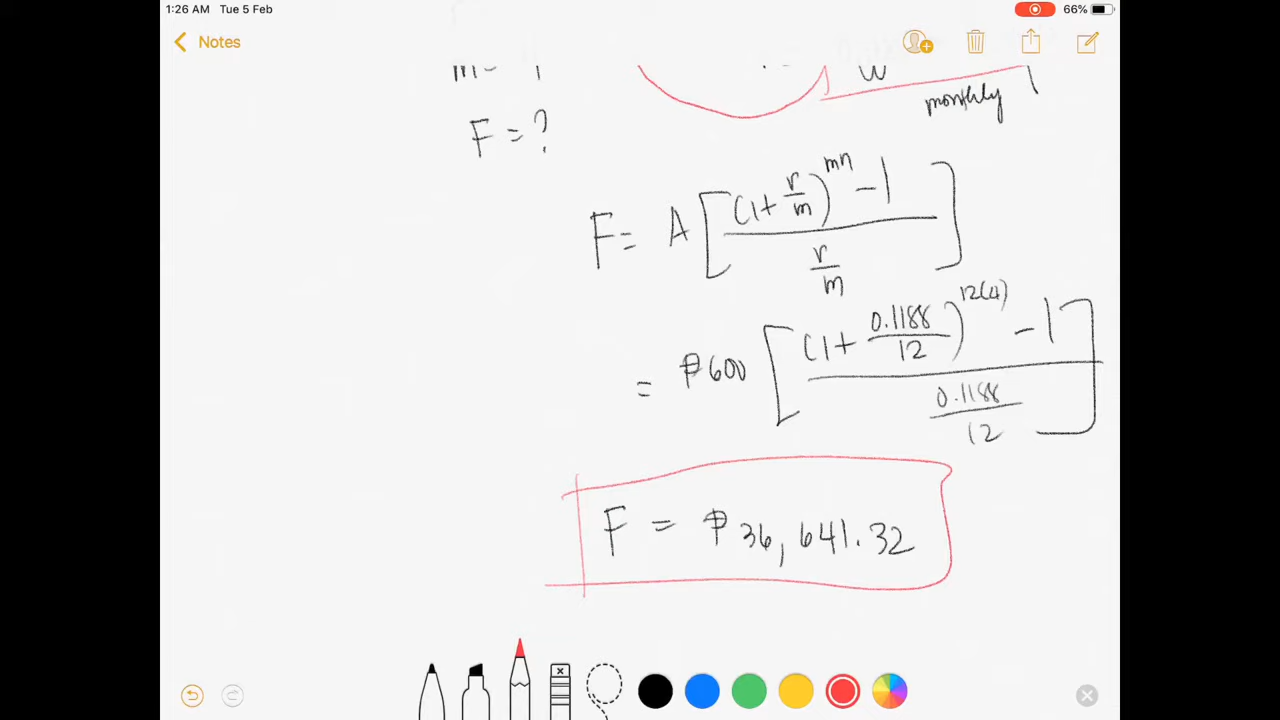 1:26 AM Tue 5 Feb 66%
Notes
m =
F = ?
monthly
F = A [ (1 + r/m)^mn - 1 / r/m ]
= ₱600 [ (1 + 0.1188/12)^12(4) - 1 / 0.1188/12 ]
F = ₱36,641.32